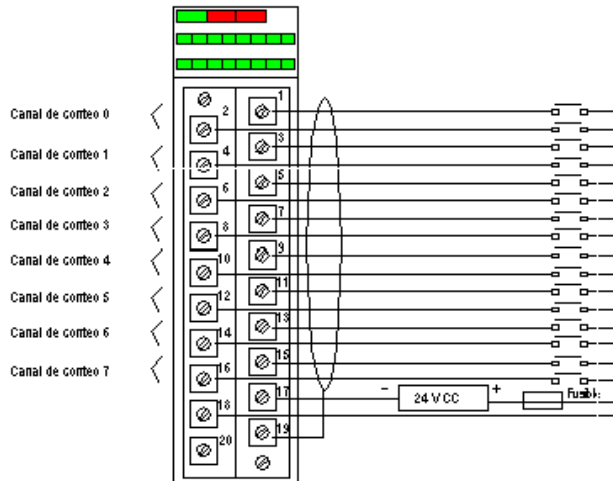 Canal de conteo 0
Canal de conteo 1
Canal de conteo 2
Canal de conteo 3
Canal de conteo 4
Canal de conteo 5
Canal de conteo 6
Canal de conteo 7
1
2
3
4
5
6
7
8
9
10
11
12
13
14
15
16
17
18
19
20
- 24 V CC +
Fusible